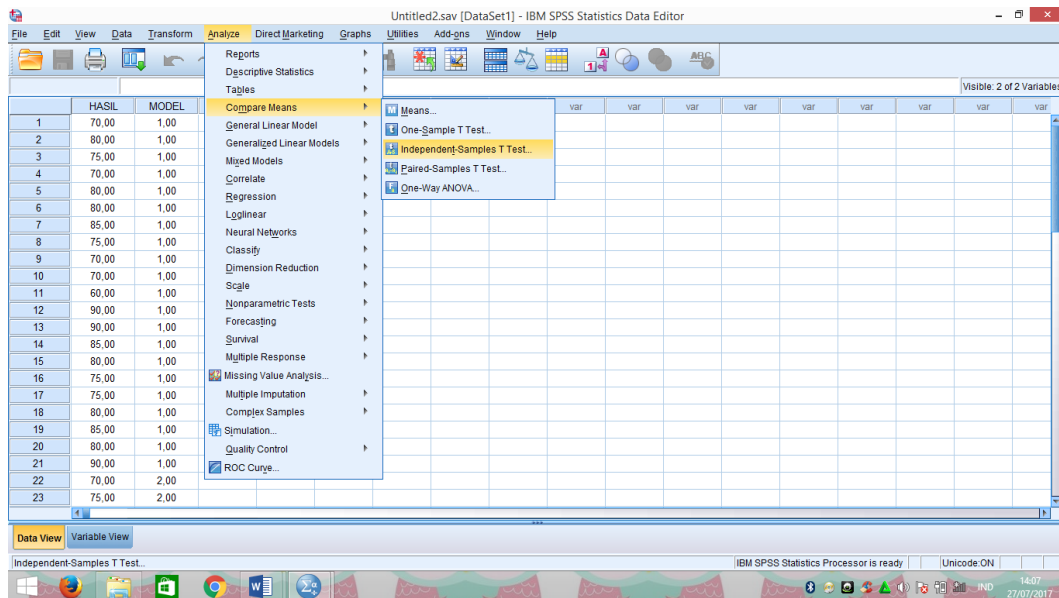 Untitled2.sav [DataSet1] - IBM SPSS Statistics Data Editor
File Edit View Data Transform Analyze Direct Marketing Graphs Utilities Add-ons Window Help
Visible: 2 of 2 Variables
HASIL MODEL var var var var var var var var var
1 70,00 1,00
2 80,00 1,00
3 75,00 1,00
4 70,00 1,00
5 80,00 1,00
6 80,00 1,00
7 85,00 1,00
8 75,00 1,00
9 70,00 1,00
10 70,00 1,00
11 60,00 1,00
12 90,00 1,00
13 90,00 1,00
14 85,00 1,00
15 80,00 1,00
16 75,00 1,00
17 75,00 1,00
18 80,00 1,00
19 85,00 1,00
20 80,00 1,00
21 90,00 1,00
22 70,00 2,00
23 75,00 2,00
Reports
Descriptive Statistics
Tables
Compare Means
General Linear Model
Generalized Linear Models
Mixed Models
Correlate
Regression
Loglinear
Neural Networks
Classify
Dimension Reduction
Scale
Nonparametric Tests
Forecasting
Survival
Multiple Response
Missing Value Analysis...
Multiple Imputation
Complex Samples
Simulation...
Quality Control
ROC Curve...
Means...
One-Sample T Test...
Independent-Samples T Test...
Paired-Samples T Test...
One-Way ANOVA...
Data View Variable View
Independent-Samples T Test...
IBM SPSS Statistics Processor is ready
Unicode:ON
IND
14:07
27/07/2017